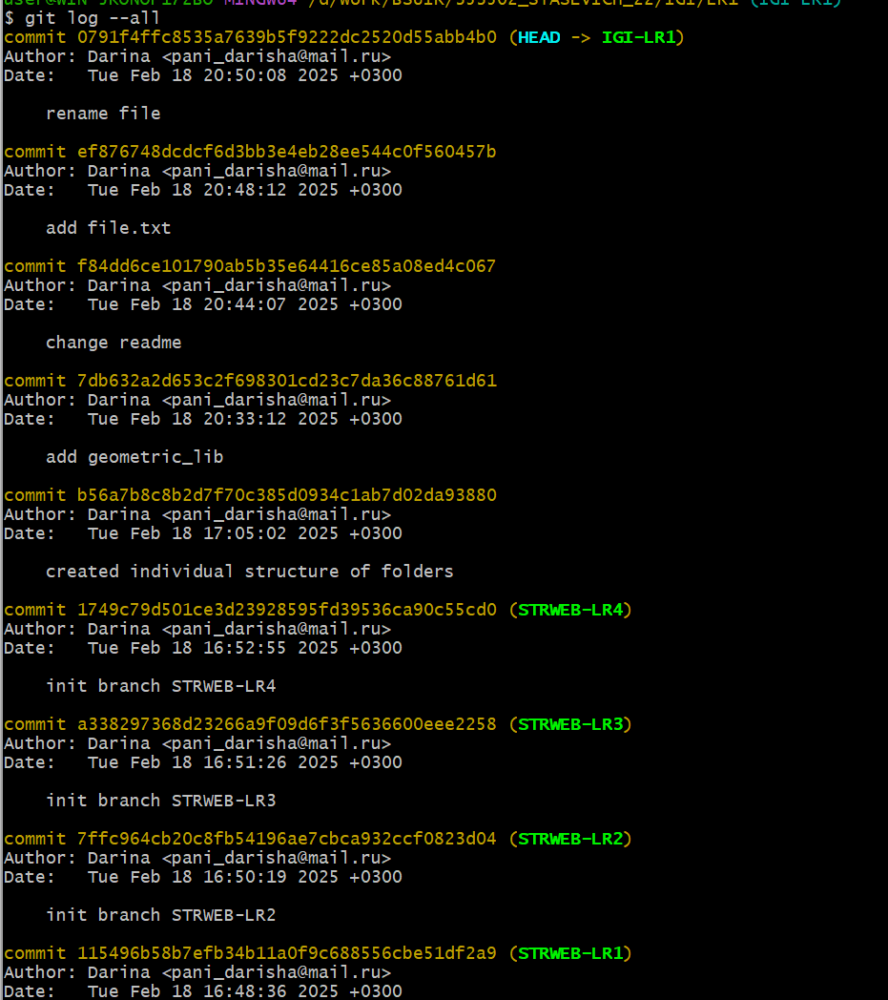 $ git log --all
commit 0791f4ffc8535a7639b5f9222dc2520d55abb4b0 (HEAD -> IGI-LR1)
Author: Darina <pani_darisha@mail.ru>
Date:   Tue Feb 18 20:50:08 2025 +0300
rename file
commit ef876748dcdcf6d3bb3e4eb28ee544c0f560457b
Author: Darina <pani_darisha@mail.ru>
Date:   Tue Feb 18 20:48:12 2025 +0300
add file.txt
commit f84dd6ce101790ab5b35e64416ce85a08ed4c067
Author: Darina <pani_darisha@mail.ru>
Date:   Tue Feb 18 20:44:07 2025 +0300
change readme
commit 7db632a2d653c2f698301cd23c7da36c88761d61
Author: Darina <pani_darisha@mail.ru>
Date:   Tue Feb 18 20:33:12 2025 +0300
add geometric_lib
commit b56a7b8c8b2d7f70c385d0934c1ab7d02da93880
Author: Darina <pani_darisha@mail.ru>
Date:   Tue Feb 18 17:05:02 2025 +0300
created individual structure of folders
commit 1749c79d501ce3d23928595fd39536ca90c55cd0 (STRWEB-LR4)
Author: Darina <pani_darisha@mail.ru>
Date:   Tue Feb 18 16:52:55 2025 +0300
init branch STRWEB-LR4
commit a338297368d23266a9f09d6f3f5636600eee2258 (STRWEB-LR3)
Author: Darina <pani_darisha@mail.ru>
Date:   Tue Feb 18 16:51:26 2025 +0300
init branch STRWEB-LR3
commit 7ffc964cb20c8fb54196ae7cbca932ccf0823d04 (STRWEB-LR2)
Author: Darina <pani_darisha@mail.ru>
Date:   Tue Feb 18 16:50:19 2025 +0300
init branch STRWEB-LR2
commit 115496b58b7efb34b11a0f9c688556cbe51df2a9 (STRWEB-LR1)
Author: Darina <pani_darisha@mail.ru>
Date:   Tue Feb 18 16:48:36 2025 +0300